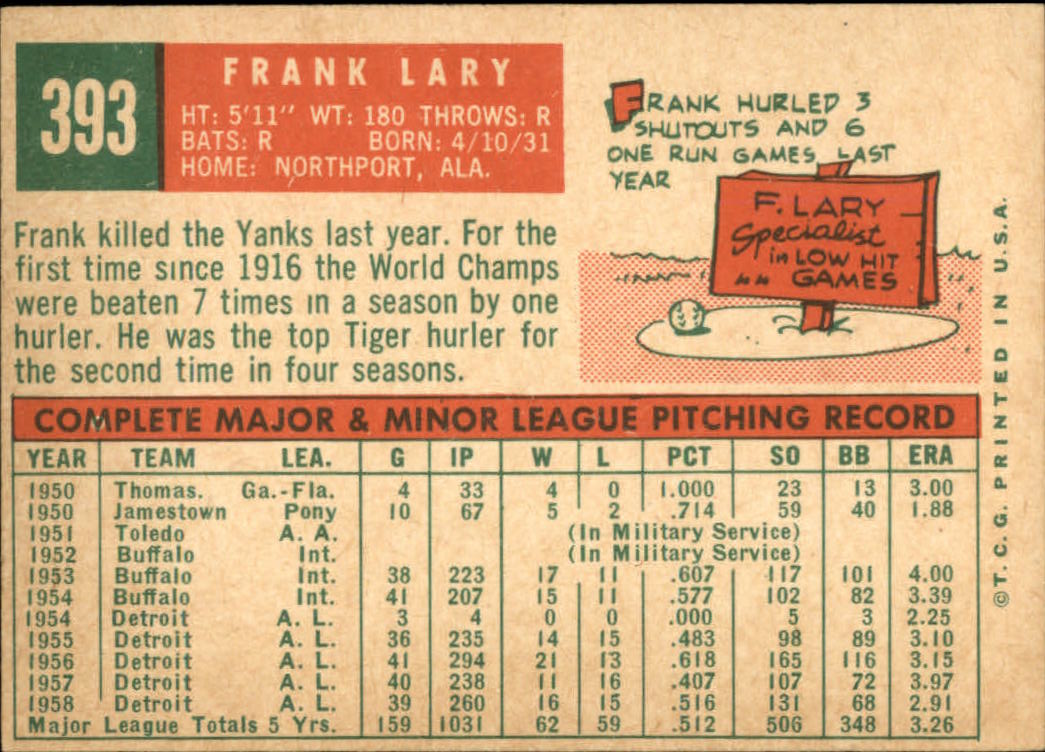 393
FRANK LARY
HT: 5'11" WT: 180 THROWS: R
BATS: R BORN: 4/10/31
HOME: NORTHPORT, ALA.
FRANK HURLED 3
SHUTOUTS AND 6
ONE RUN GAMES LAST
YEAR
F. LARY
Specialist
in LOW HIT
GAMES
Frank killed the Yanks last year. For the
first time since 1916 the World Champs
were beaten 7 times in a season by one
hurler. He was the top Tiger hurler for
the second time in four seasons.
COMPLETE MAJOR & MINOR LEAGUE PITCHING RECORD
YEAR TEAM LEA. G IP W L PCT SO BB ERA
1950 Thomas. Ga.-Fla. 4 33 4 0 1.000 23 13 3.00
1950 Jamestown Pony 10 67 5 2 .714 59 40 1.88
1951 Toledo A. A. (In Military Service)
1952 Buffalo Int. (In Military Service)
1953 Buffalo Int. 38 223 17 11 .607 117 101 4.00
1954 Buffalo Int. 41 207 15 11 .577 102 82 3.39
1954 Detroit A. L. 3 4 0 0 .000 5 3 2.25
1955 Detroit A. L. 36 235 14 15 .483 98 89 3.10
1956 Detroit A. L. 41 294 21 13 .618 165 116 3.15
1957 Detroit A. L. 40 238 11 16 .407 107 72 3.97
1958 Detroit A. L. 39 260 16 15 .516 131 68 2.91
Major League Totals 5 Yrs. 159 1031 62 59 .512 506 348 3.26
© T. C. G. PRINTED IN U.S.A.